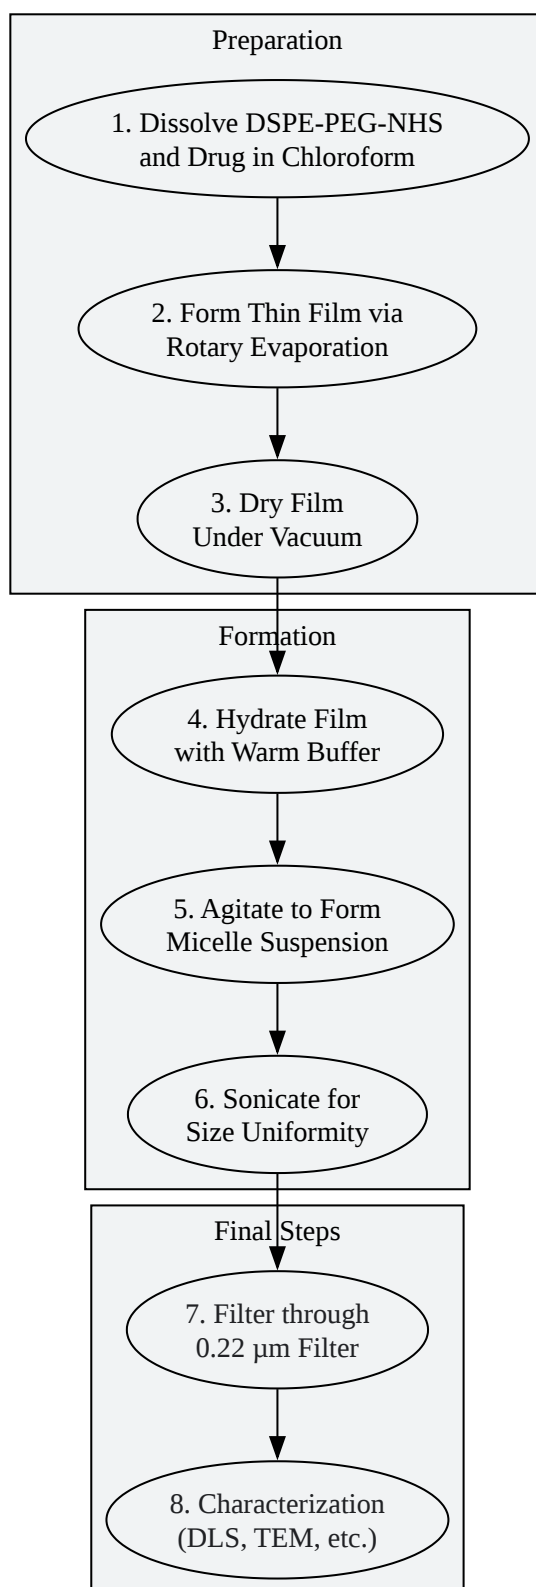 Preparation
1. Dissolve DSPE-PEG-NHS
and Drug in Chloroform
2. Form Thin Film via
Rotary Evaporation
3. Dry Film
Under Vacuum
Formation
4. Hydrate Film
with Warm Buffer
5. Agitate to Form
Micelle Suspension
6. Sonicate for
Size Uniformity
Final Steps
7. Filter through
0.22 µm Filter
8. Characterization
(DLS, TEM, etc.)